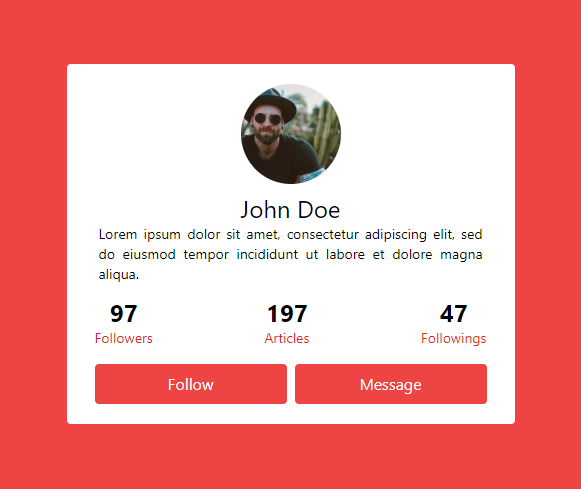 John Doe
Lorem ipsum dolor sit amet, consectetur adipiscing elit, sed
do eiusmod tempor incididunt ut labore et dolore magna
aliqua.
97 197 47
Followers Articles Followings
Follow Message